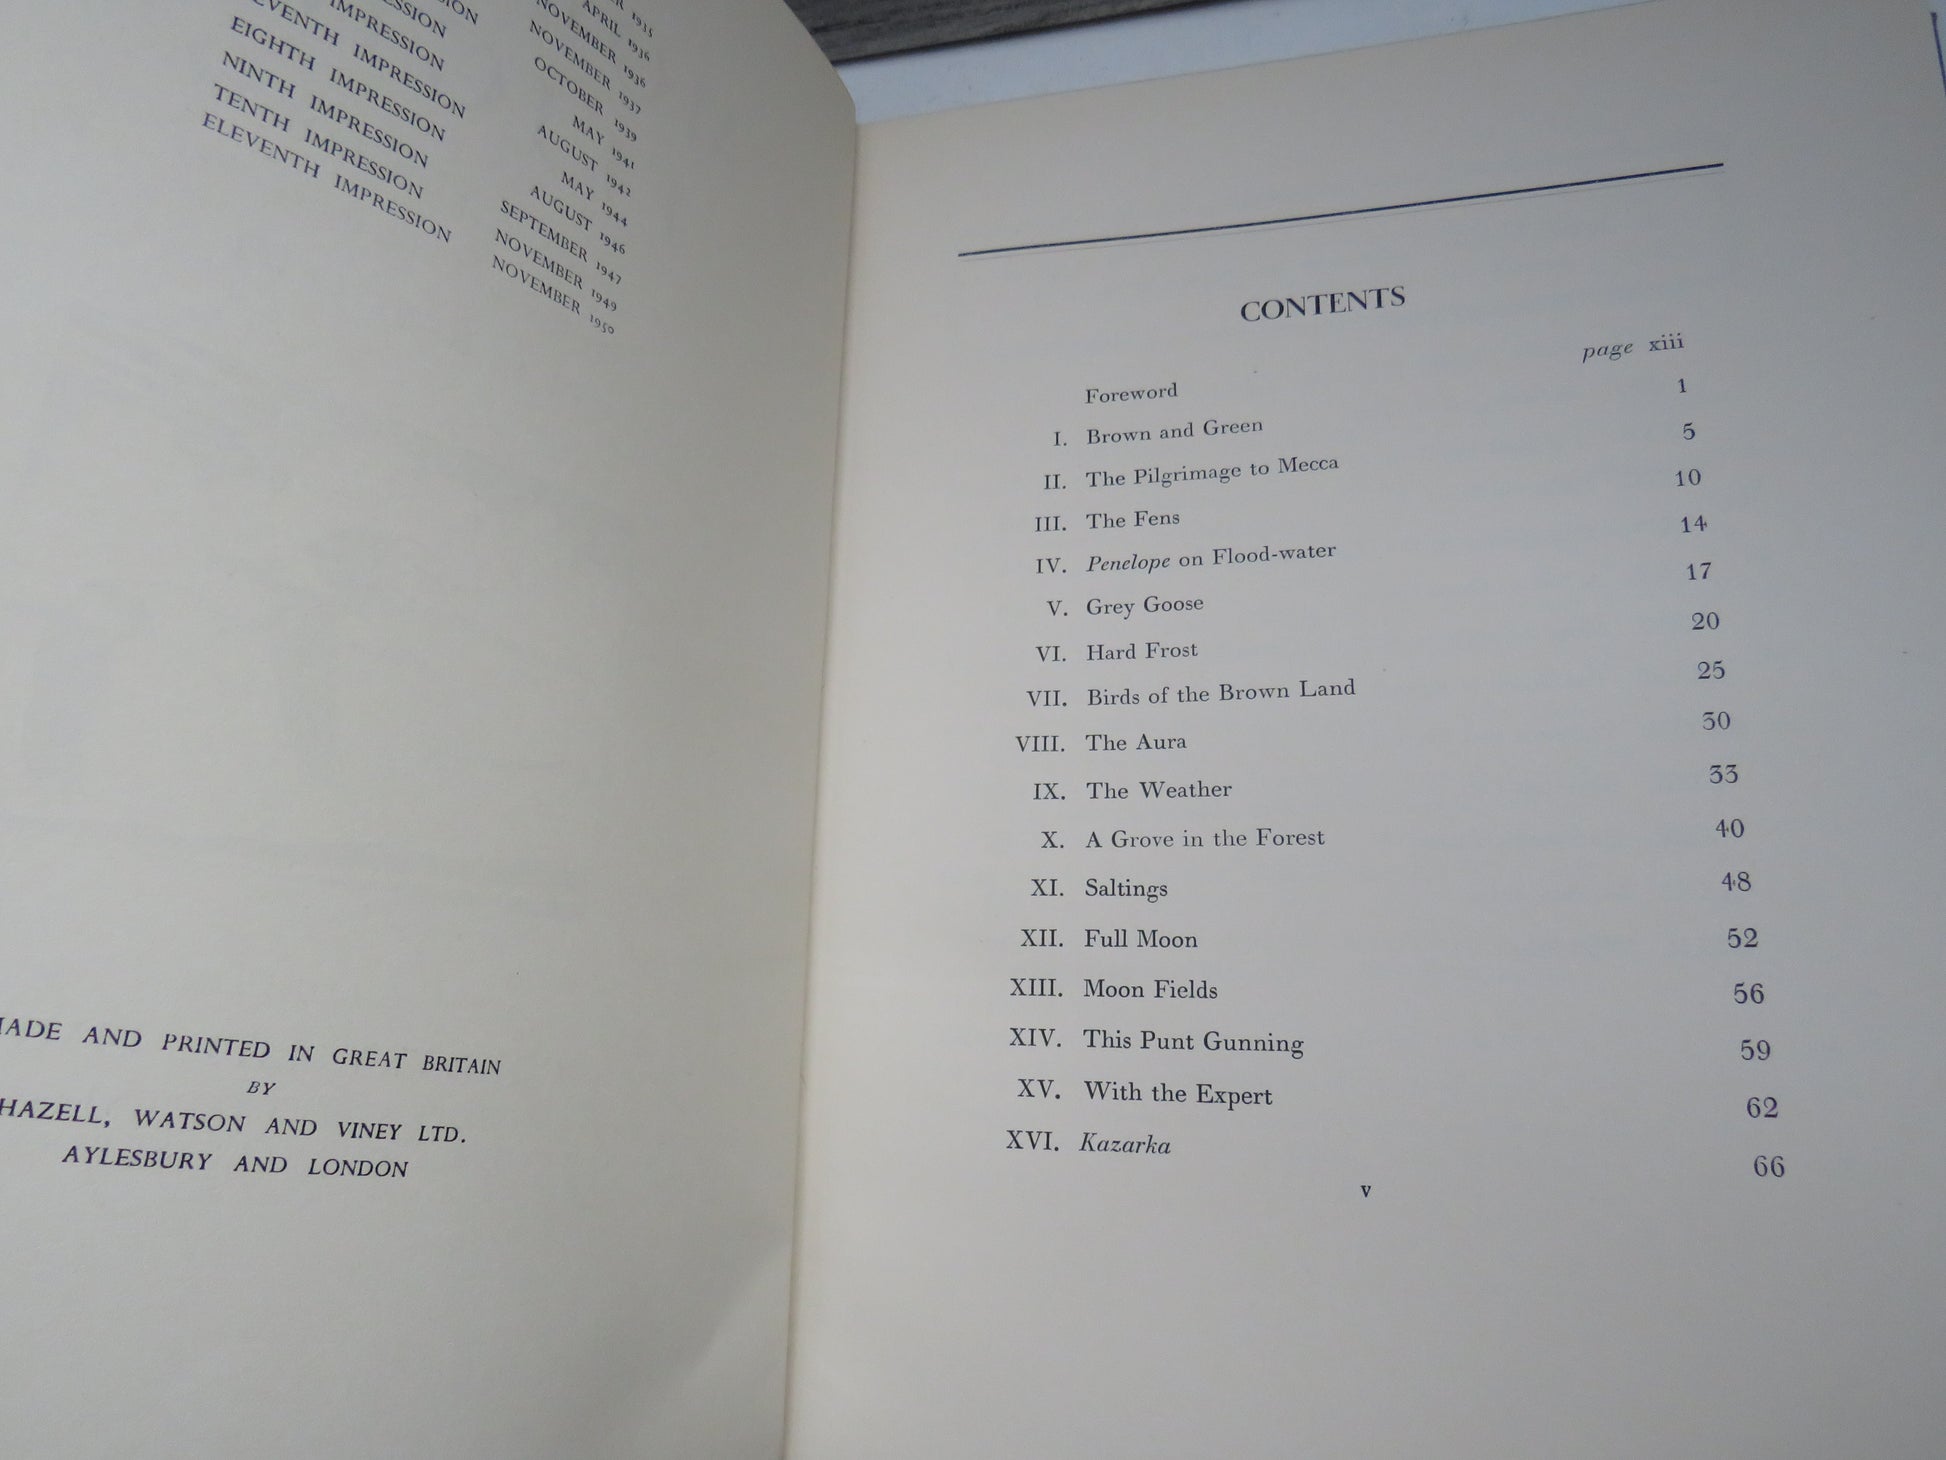 1935
APRIL 1936
IMPRESSION NOVEMBER 1936
IMPRESSION NOVEMBER 1937
IMPRESSION OCTOBER 1939
IMPRESSION MAY 1941
EIGHTH IMPRESSION AUGUST 1942
NINTH IMPRESSION MAY 1944
TENTH IMPRESSION AUGUST 1946
ELEVENTH IMPRESSION SEPTEMBER 1947
NOVEMBER 1949
NOVEMBER 1950
MADE AND PRINTED IN GREAT BRITAIN
BY
HAZELL, WATSON AND VINEY LTD.
AYLESBURY AND LONDON
CONTENTS
Foreword page xiii
I. Brown and Green 1
II. The Pilgrimage to Mecca 5
III. The Fens 10
IV. Penelope on Flood-water 14
V. Grey Goose 17
VI. Hard Frost 20
VII. Birds of the Brown Land 25
VIII. The Aura 30
IX. The Weather 33
X. A Grove in the Forest 40
XI. Saltings 48
XII. Full Moon 52
XIII. Moon Fields 56
XIV. This Punt Gunning 59
XV. With the Expert 62
XVI. Kazarka 66
v